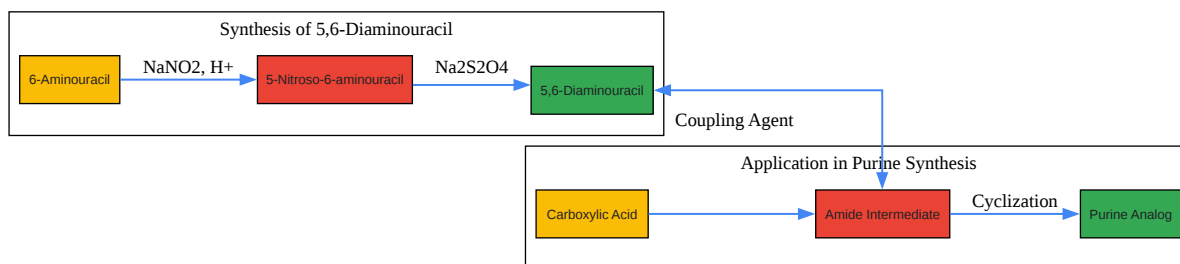 Synthesis of 5,6-Diaminouracil
6-Aminouracil
NaNO2, H+
5-Nitroso-6-aminouracil
Na2S2O4
5,6-Diaminouracil
Coupling Agent
Application in Purine Synthesis
Carboxylic Acid
Amide Intermediate
Cyclization
Purine Analog